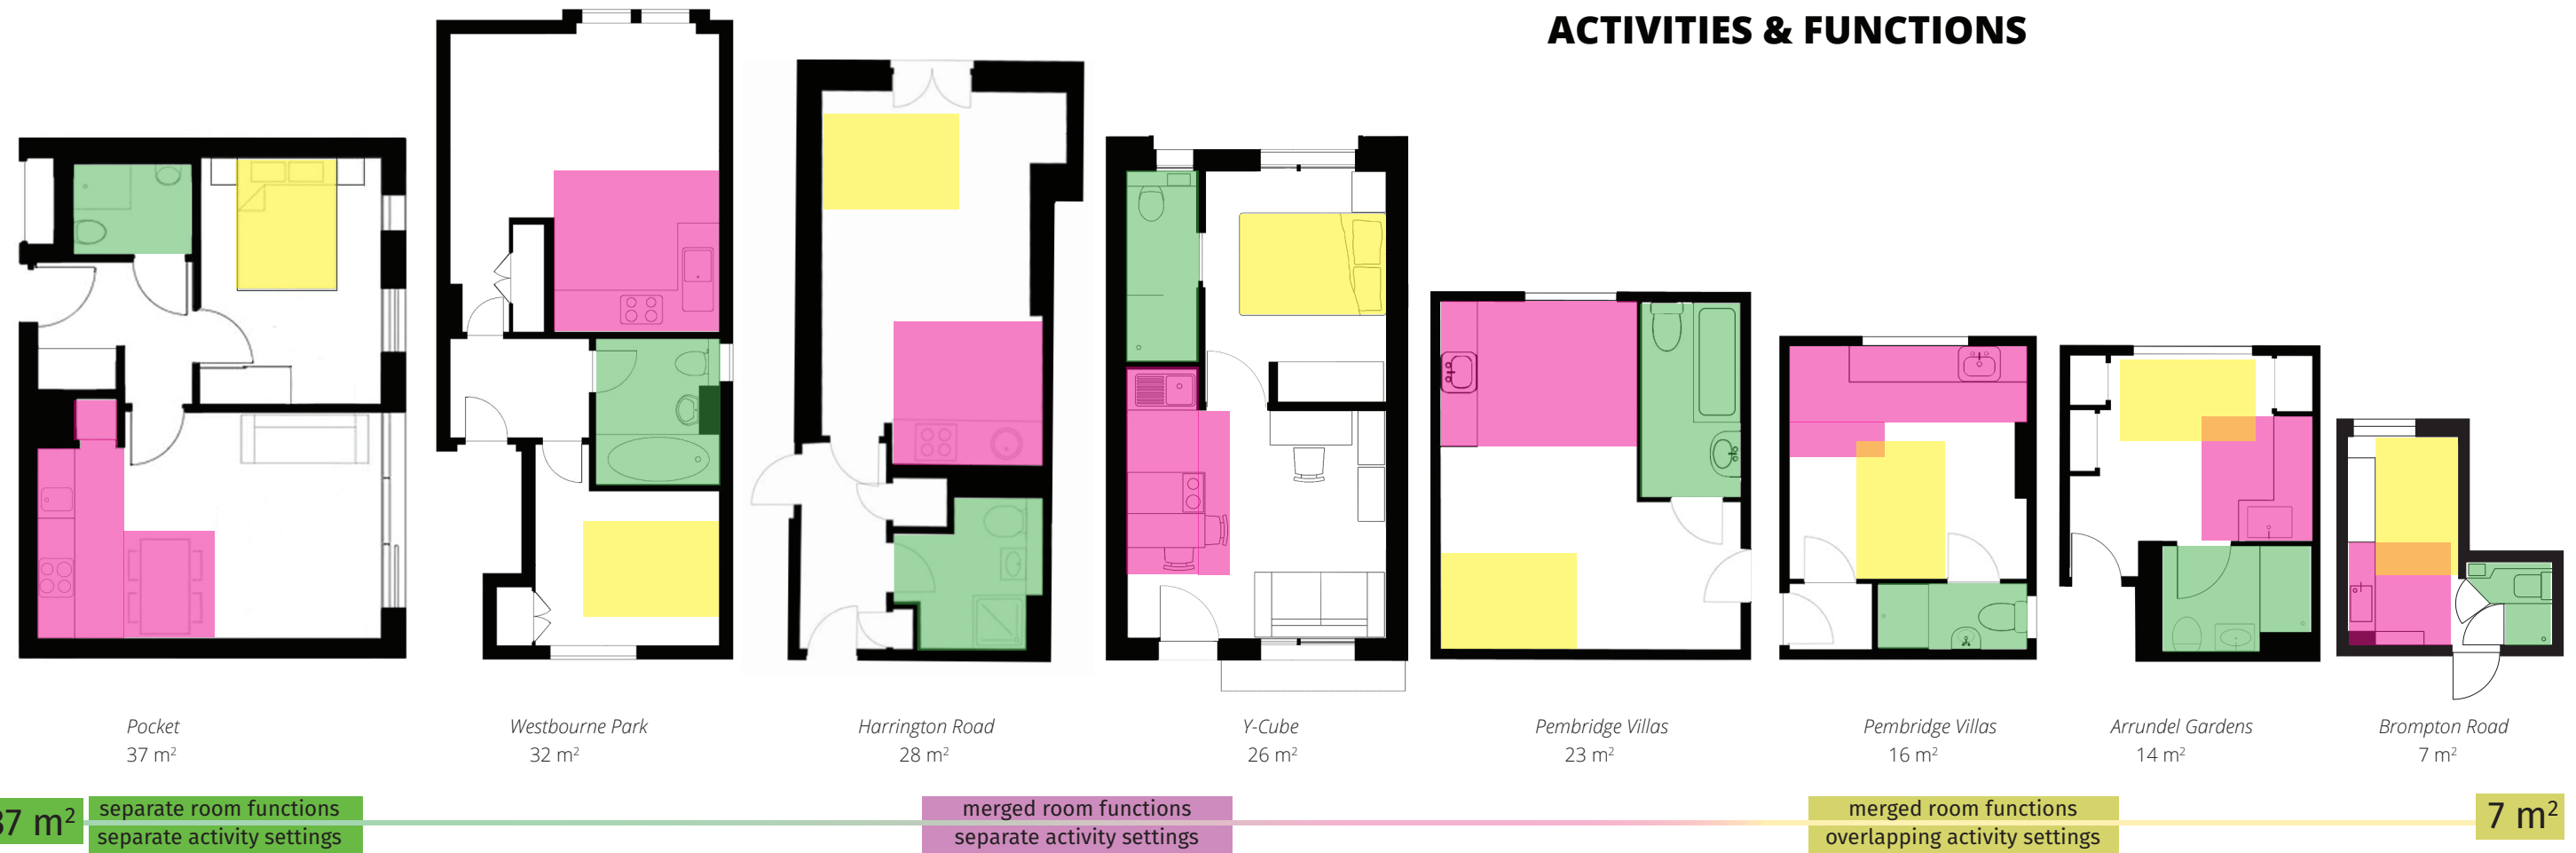 ACTIVITIES & FUNCTIONS
Pocket
37 m²
Westbourne Park
32 m²
Harrington Road
28 m²
Y-Cube
26 m²
Pembridge Villas
23 m²
Pembridge Villas
16 m²
Arrundel Gardens
14 m²
Brompton Road
7 m²
37 m²
separate room functions
separate activity settings
merged room functions
separate activity settings
merged room functions
overlapping activity settings
7 m²